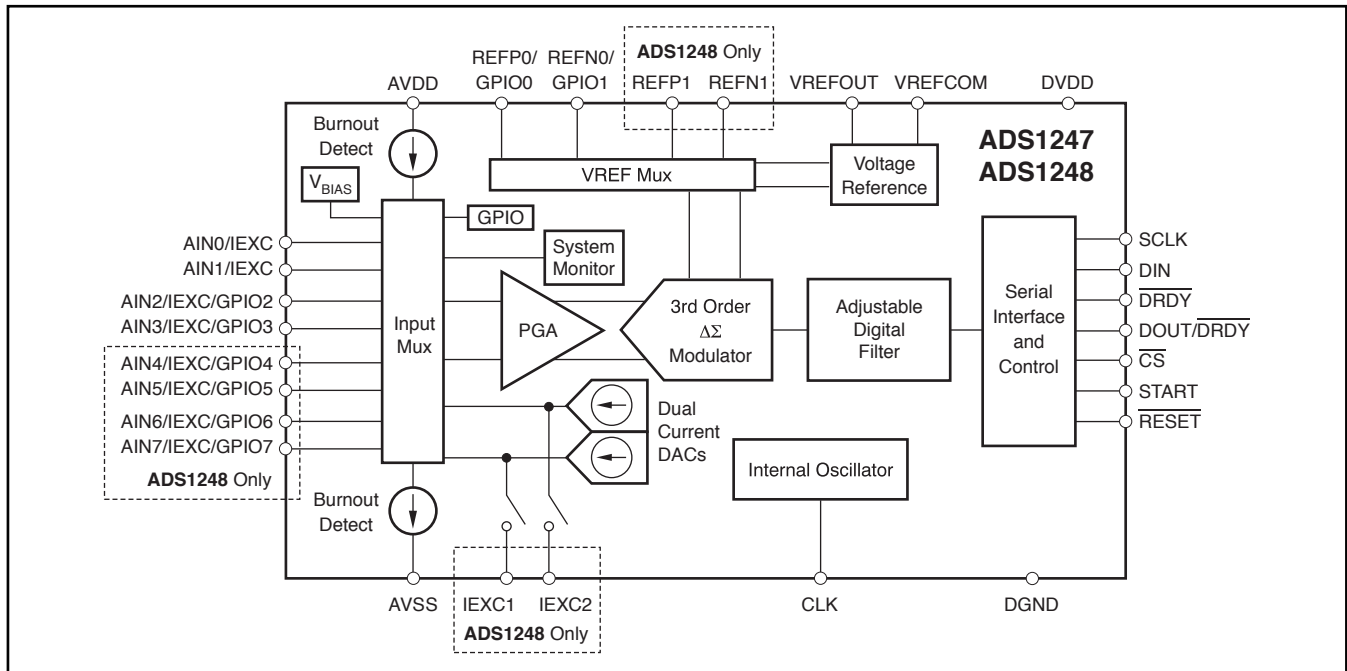 ADS1248 Only
REFP0/ REFN0/
AVDD GPIO0 GPIO1 REFP1 REFN1 VREFOUT VREFCOM DVDD
Burnout
Detect
ADS1247
ADS1248
VREF Mux
Voltage
Reference
VBIAS
GPIO
System
Monitor
AIN0/IEXC
AIN1/IEXC
AIN2/IEXC/GPIO2
AIN3/IEXC/GPIO3
AIN4/IEXC/GPIO4
AIN5/IEXC/GPIO5
AIN6/IEXC/GPIO6
AIN7/IEXC/GPIO7
ADS1248 Only
Input
Mux
PGA
3rd Order
ΔΣ
Modulator
Adjustable
Digital
Filter
Serial
Interface
and
Control
SCLK
DIN
DRDY
DOUT/DRDY
CS
START
RESET
Dual
Current
DACs
Internal Oscillator
Burnout
Detect
AVSS IEXC1 IEXC2 CLK DGND
ADS1248 Only